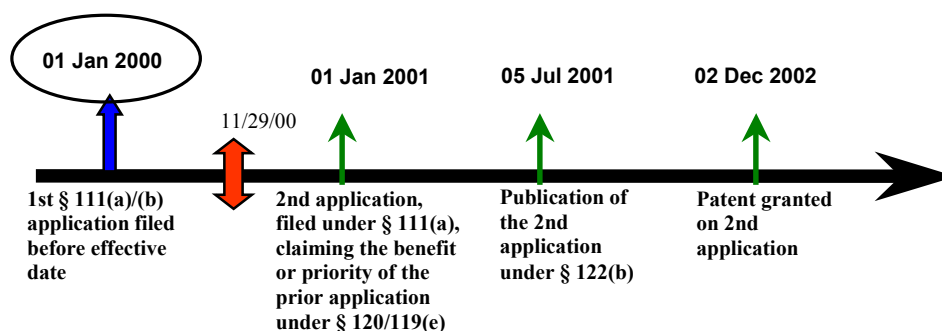 01 Jan 2000
01 Jan 2001
05 Jul 2001
02 Dec 2002
11/29/00
1st § 111(a)/(b)
application filed
before effective
date
2nd application,
filed under § 111(a),
claiming the benefit
or priority of the
prior application
under § 120/119(e)
Publication of
the 2nd
application
under § 122(b)
Patent granted
on 2nd
application